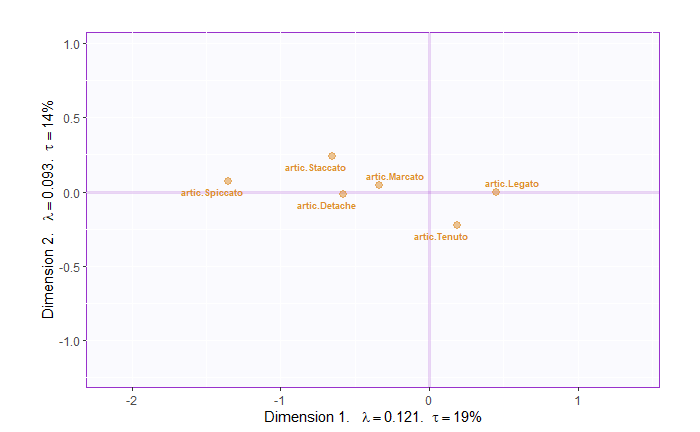 1.0
0.5
0.0
-0.5
-1.0
Dimension 2. λ = 0.093. τ = 14%
artic.Staccato
artic.Marcato
artic.Legato
artic.Spiccato
artic.Detache
artic.Tenuto
-2 -1 0 1
Dimension 1. λ = 0.121. τ = 19%